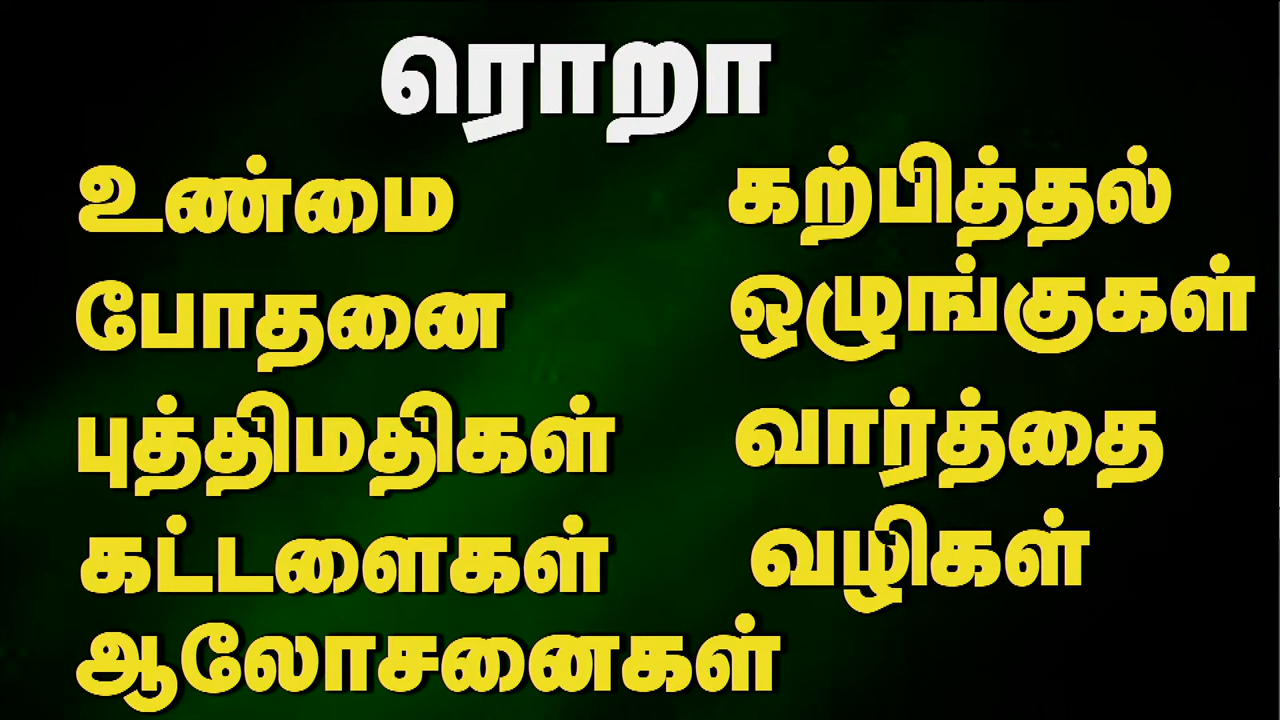 ரொறா
உண்மை
போதனை
புத்திமதிகள்
கட்டளைகள்
ஆலோசனைகள்
கற்பித்தல்
ஒழுங்குகள்
வார்த்தை
வழிகள்